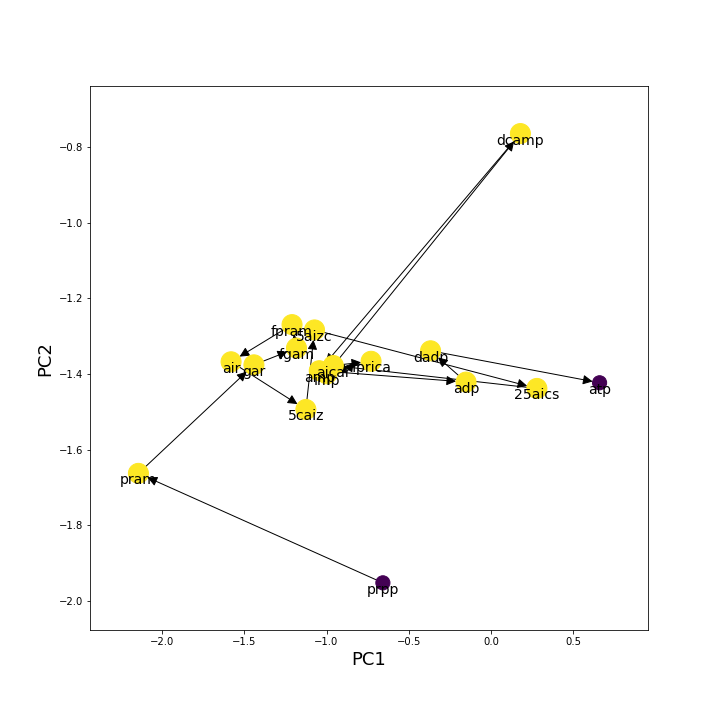 dcamp
−0.8
−1.0
−1.2
fpram
5aizc
fgam
dadp
air
gar
aicar
fprica
−1.4
amp
imp
adp
25aics
atp
5caiz
−1.6
pram
−1.8
prpp
−2.0
−2.0
−1.5
−1.0
−0.5
0.0
0.5
PC1
PC2